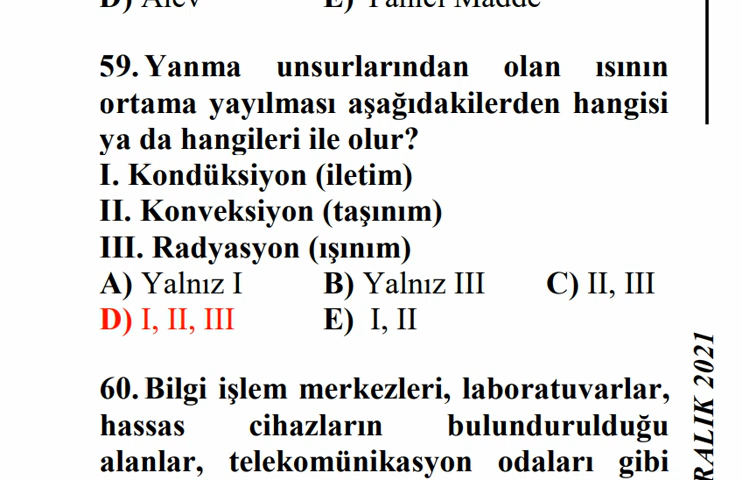 59. Yanma unsurlarından olan ısının
ortama yayılması aşağıdakilerden hangisi
ya da hangileri ile olur?
I. Kondüksiyon (iletim)
II. Konveksiyon (taşınım)
III. Radyasyon (ışınım)
A) Yalnız I B) Yalnız III C) II, III
D) I, II, III E) I, II
60. Bilgi işlem merkezleri, laboratuvarlar,
hassas cihazların bulundurulduğu
alanlar, telekomünikasyon odaları gibi
2021